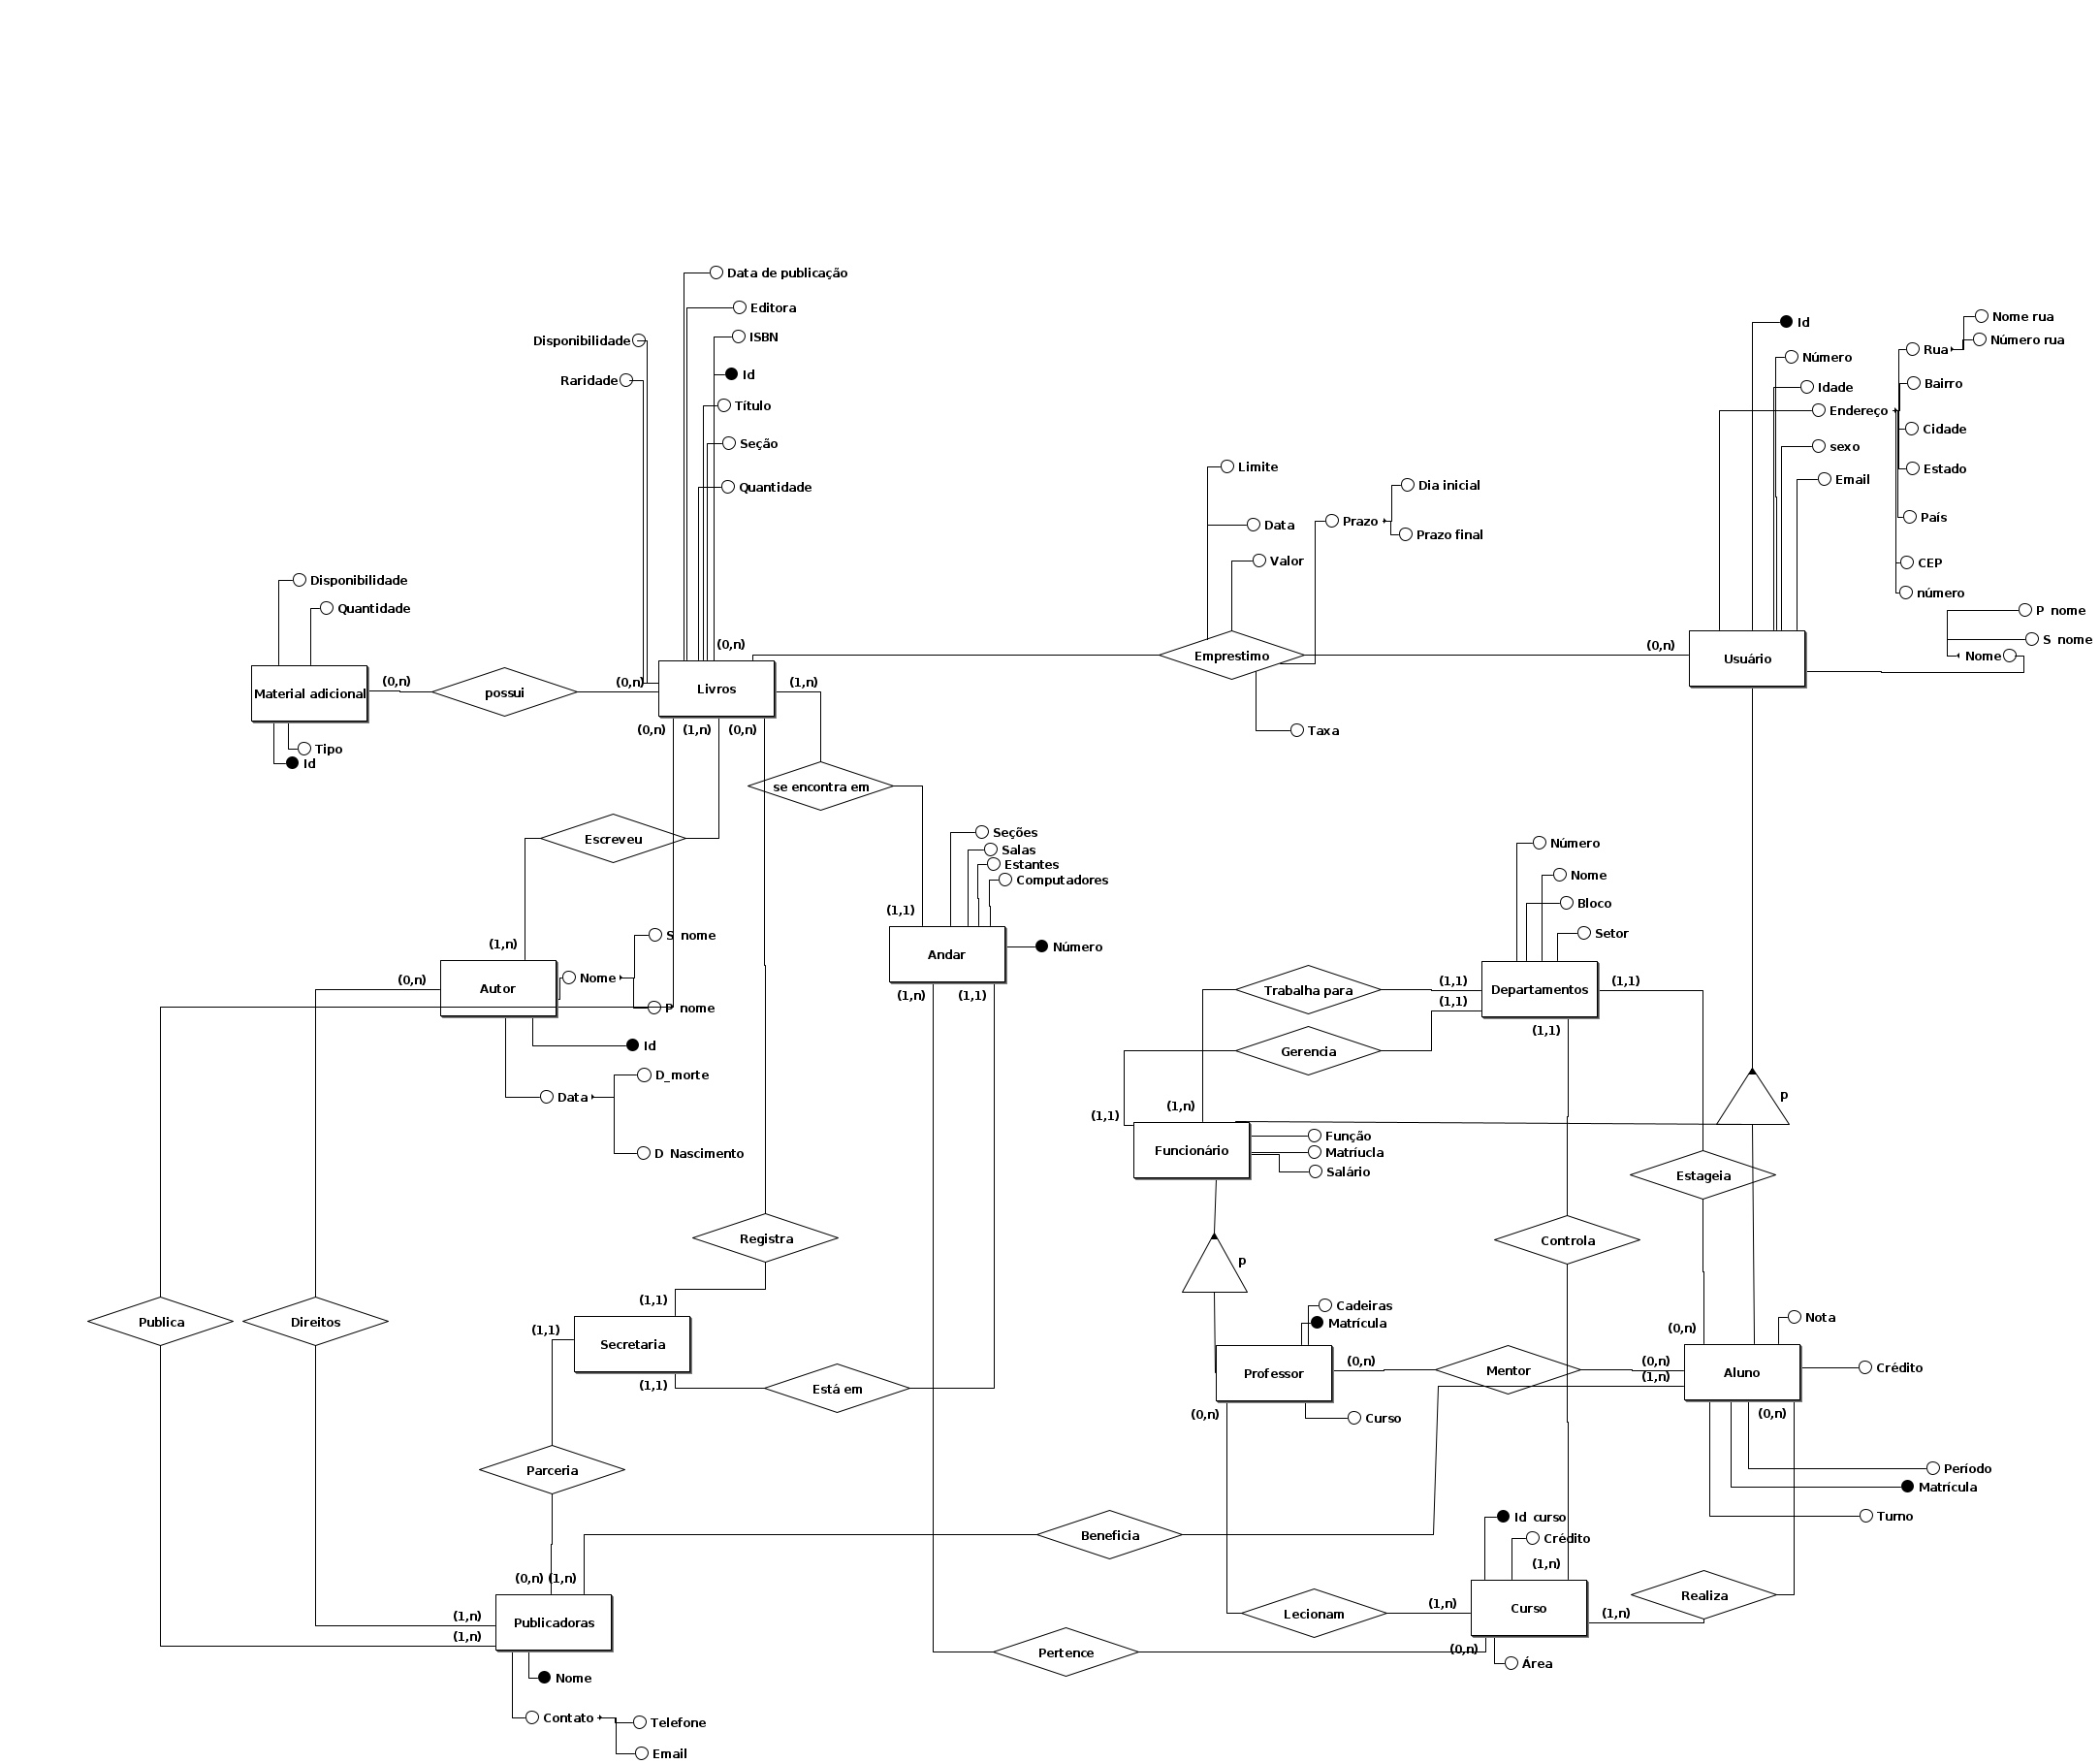 Data de publicação
Editora
Disponibilidade
ISBN
Raridade
Id
Título
Seção
Quantidade
Id
Nome rua
Número rua
Rua
Número
Bairro
Idade
Endereço
Cidade
sexo
Estado
Email
País
CEP
número
P_nome
S_nome
Nome
Limite
Dia inicial
Prazo
Data
Prazo final
Valor
Disponibilidade
Quantidade
(0,n)
(0,n)
Emprestimo
Usuário
Material adicional
(0,n)
possui
(0,n)
Livros
(1,n)
Tipo
Id
(0,n)
(1,n)
(0,n)
Taxa
se encontra em
Escreveu
Seções
Salas
Estantes
Computadores
Número
Nome
Bloco
Setor
(1,1)
Andar
Número
(1,n)
(1,1)
(1,n)
S_nome
Nome
P_nome
(0,n)
Autor
Id
D_morte
Data
D_Nascimento
Trabalha para
(1,1)
(1,1)
Departamentos
(1,1)
(1,1)
Gerencia
(1,1)
(1,n)
Funcionário
Função
Matríucla
Salário
p
Estageia
Registra
Controla
p
Publica
Direitos
(1,1)
(1,1)
Secretaria
(1,1)
Está em
Cadeiras
Matrícula
Professor
(0,n)
Mentor
(0,n)
(1,n)
(0,n)
Nota
Aluno
Crédito
(0,n)
(0,n)
Curso
Parceria
Período
Matrícula
Turno
Beneficia
Id_curso
Crédito
(1,n)
(0,n)
(1,n)
(1,n)
(1,n)
Publicadoras
Lecionam
(1,n)
Curso
(1,n)
Realiza
Pertence
(0,n)
Área
Nome
Contato
Telefone
Email